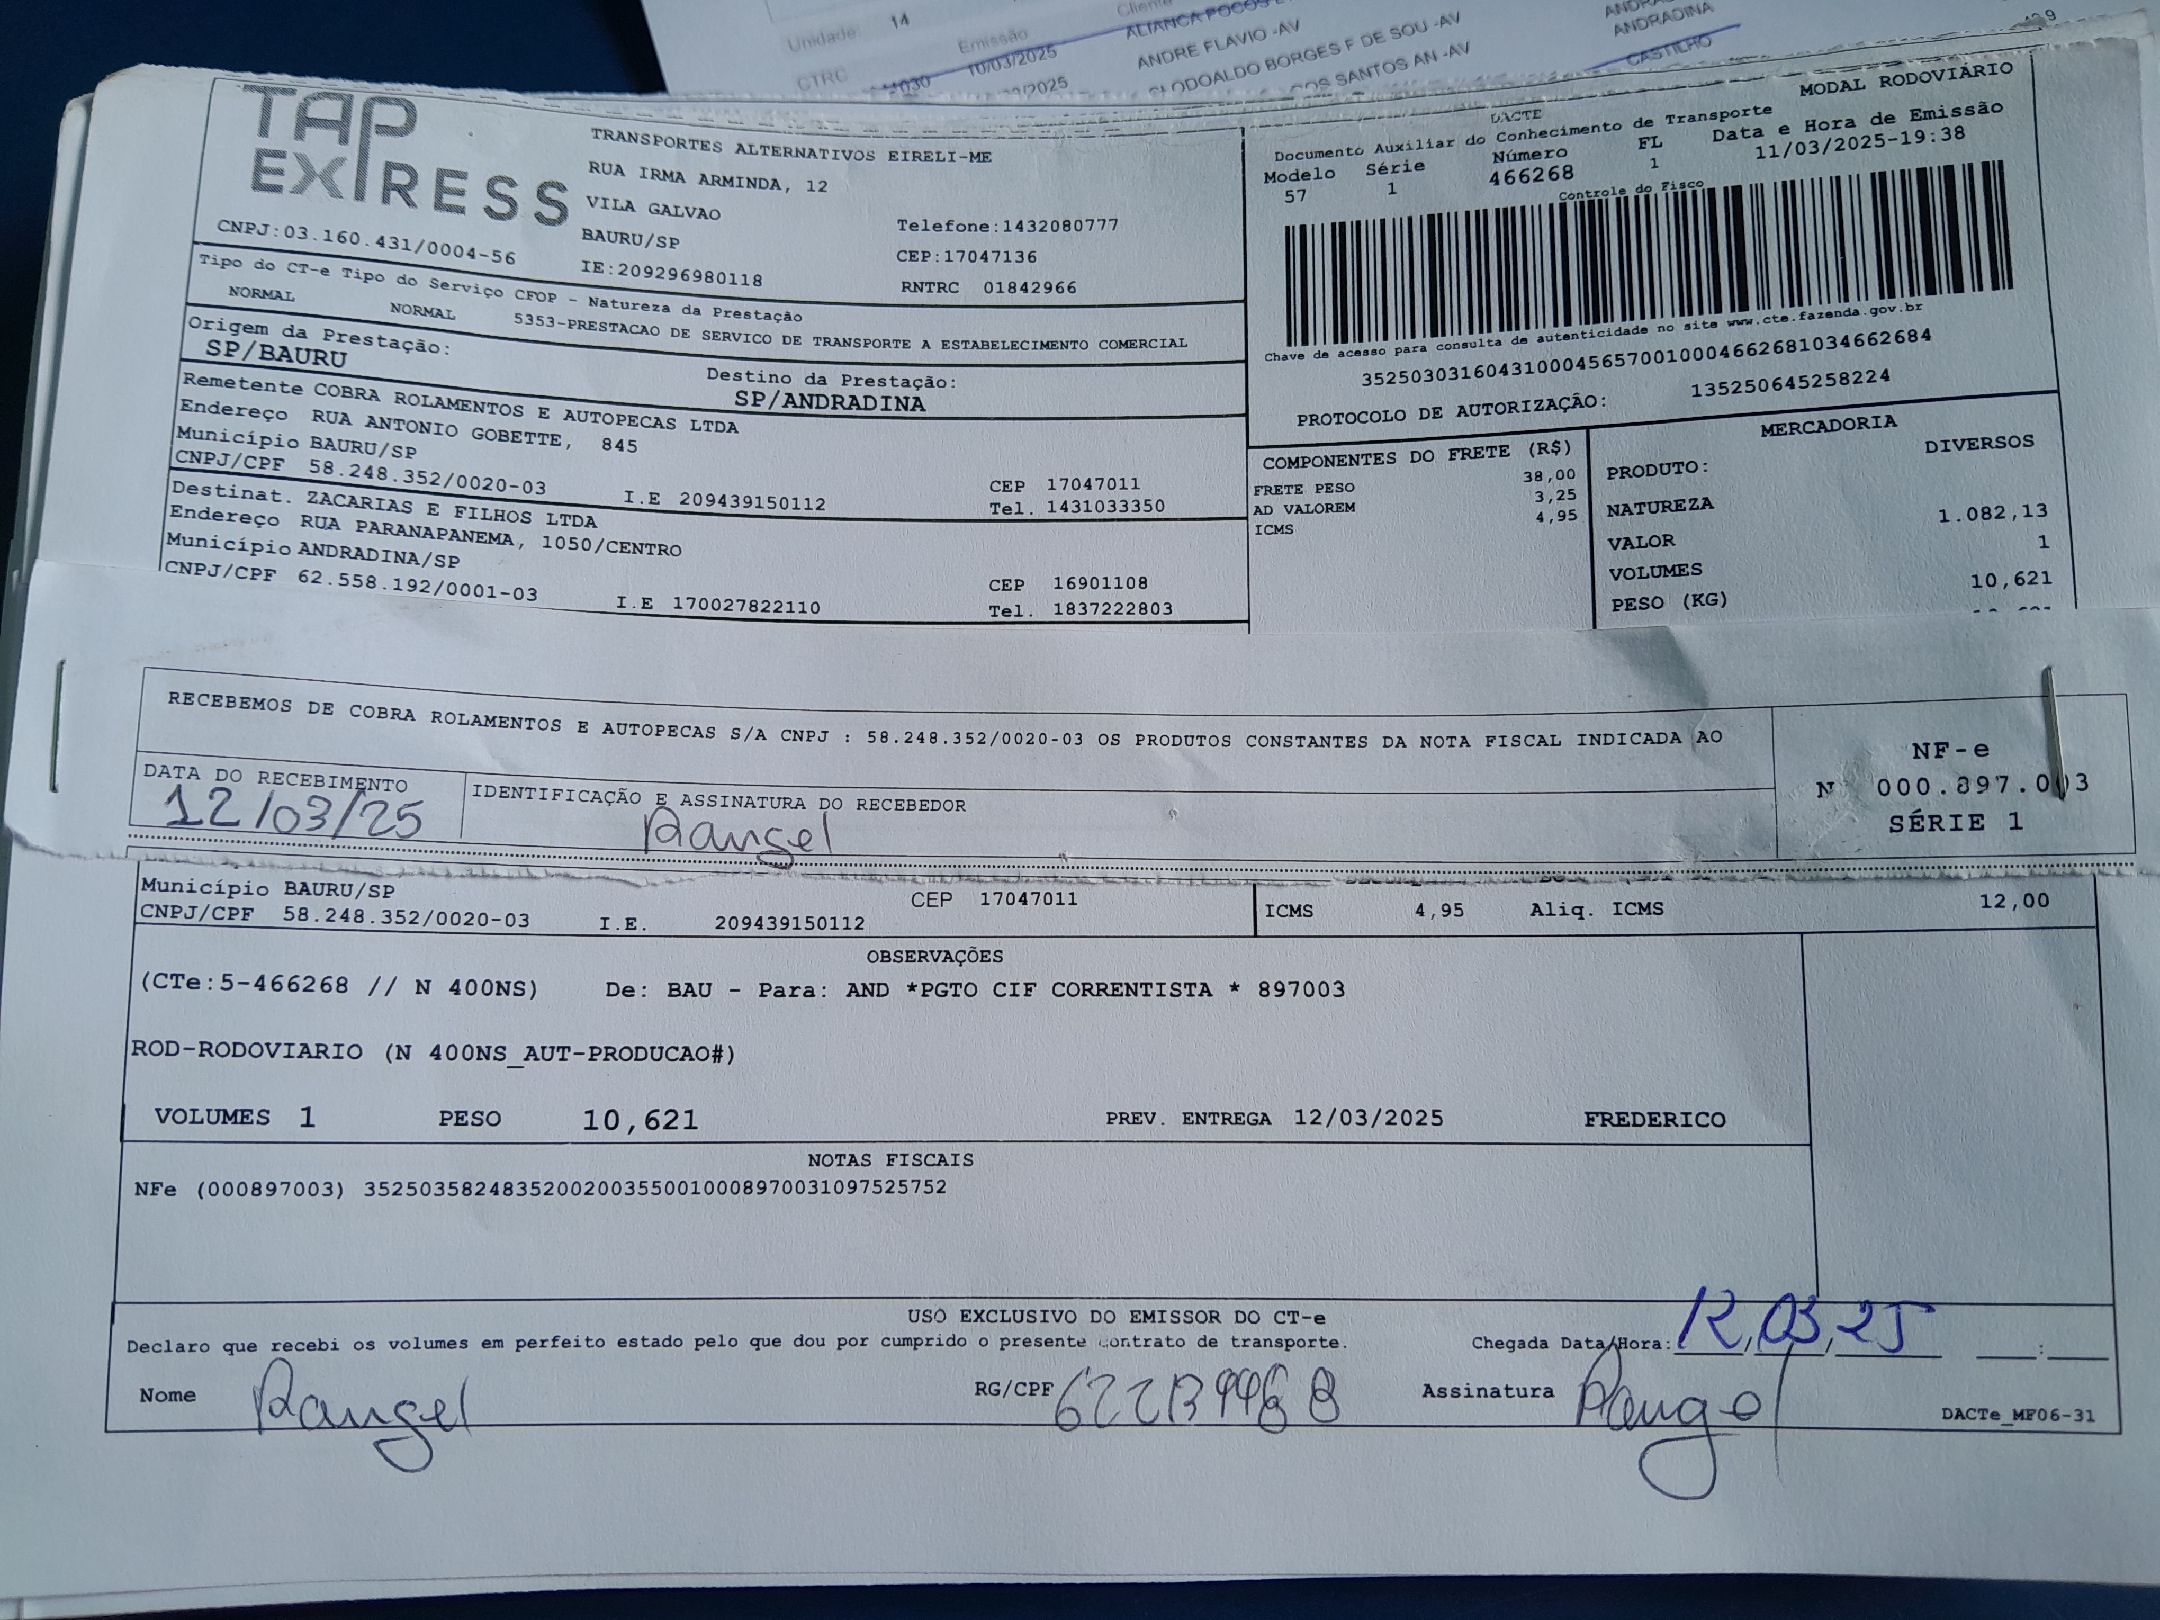 Unidade: 14
Emissão
Cliente
CTRC
10/03/2025
ANDRE FLAVIO -AV
ANDRADINA
CASTILHO
TAP
EXPRESS
TRANSPORTES ALTERNATIVOS EIRELI-ME
RUA IRMA ARMINDA, 12
VILA GALVAO
BAURU/SP
Telefone:1432080777
CEP:17047136
CNPJ:03.160.431/0004-56
IE:209296980118
RNTRC 01842966
DACTE
MODAL RODOVIÁRIO
Documento Auxiliar do Conhecimento de Transporte
Modelo Série Número FL Data e Hora de Emissão
57 1 466268 1 11/03/2025-19:38
Controle do Fisco
Chave de acesso para consulta de autenticidade no site www.cte.fazenda.gov.br
35250303160431000456570010004662681034662684
PROTOCOLO DE AUTORIZAÇÃO: 135250645258224
Tipo do CT-e Tipo do Serviço CFOP - Natureza da Prestação
NORMAL NORMAL 5353-PRESTACAO DE SERVICO DE TRANSPORTE A ESTABELECIMENTO COMERCIAL
Origem da Prestação:
SP/BAURU
Destino da Prestação:
SP/ANDRADINA
Remetente COBRA ROLAMENTOS E AUTOPECAS LTDA
Endereço RUA ANTONIO GOBETTE, 845
Município BAURU/SP
CEP 17047011
CNPJ/CPF 58.248.352/0020-03 I.E 209439150112 Tel. 1431033350
Destinat. ZACARIAS E FILHOS LTDA
Endereço RUA PARANAPANEMA, 1050/CENTRO
Município ANDRADINA/SP
CEP 16901108
CNPJ/CPF 62.558.192/0001-03 I.E 170027822110 Tel. 1837222803
COMPONENTES DO FRETE (R$)
FRETE PESO 38,00
AD VALOREM 3,25
ICMS 4,95
MERCADORIA
PRODUTO: DIVERSOS
NATUREZA
VALOR 1.082,13
VOLUMES 1
PESO (KG) 10,621
RECEBEMOS DE COBRA ROLAMENTOS E AUTOPECAS S/A CNPJ : 58.248.352/0020-03 OS PRODUTOS CONSTANTES DA NOTA FISCAL INDICADA AO
DATA DO RECEBIMENTO
12/03/25
IDENTIFICAÇÃO E ASSINATURA DO RECEBEDOR
Rangel
NF-e
N 000.897.003
SÉRIE 1
Município BAURU/SP
CEP 17047011
CNPJ/CPF 58.248.352/0020-03 I.E. 209439150112
ICMS 4,95 Aliq. ICMS 12,00
OBSERVAÇÕES
(CTe:5-466268 // N 400NS) De: BAU - Para: AND *PGTO CIF CORRENTISTA * 897003
ROD-RODOVIARIO (N 400NS_AUT-PRODUCAO#)
VOLUMES 1 PESO 10,621 PREV. ENTREGA 12/03/2025 FREDERICO
NOTAS FISCAIS
NFe (000897003) 35250358248352002003550010008970031097525752
USO EXCLUSIVO DO EMISSOR DO CT-e
Declaro que recebi os volumes em perfeito estado pelo que dou por cumprido o presente contrato de transporte.
Chegada Data/Hora: 12,03,25 :
Nome Rangel RG/CPF Assinatura Rangel
DACTe_MF06-31